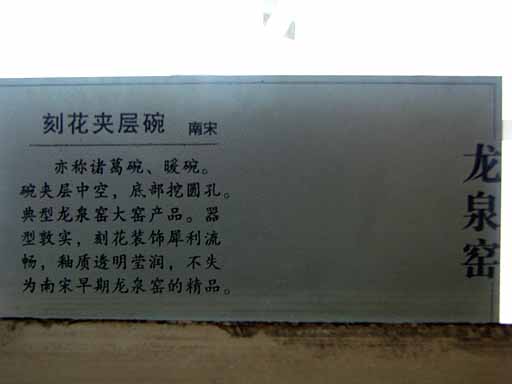 刻花夹层碗 南宋
亦称诸葛碗、暖碗。
碗夹层中空，底部挖圆孔。
典型龙泉窑大窑产品。器
型敦实，刻花装饰犀利流
畅，釉质透明莹润，不失
为南宋早期龙泉窑的精品。
龙泉窑